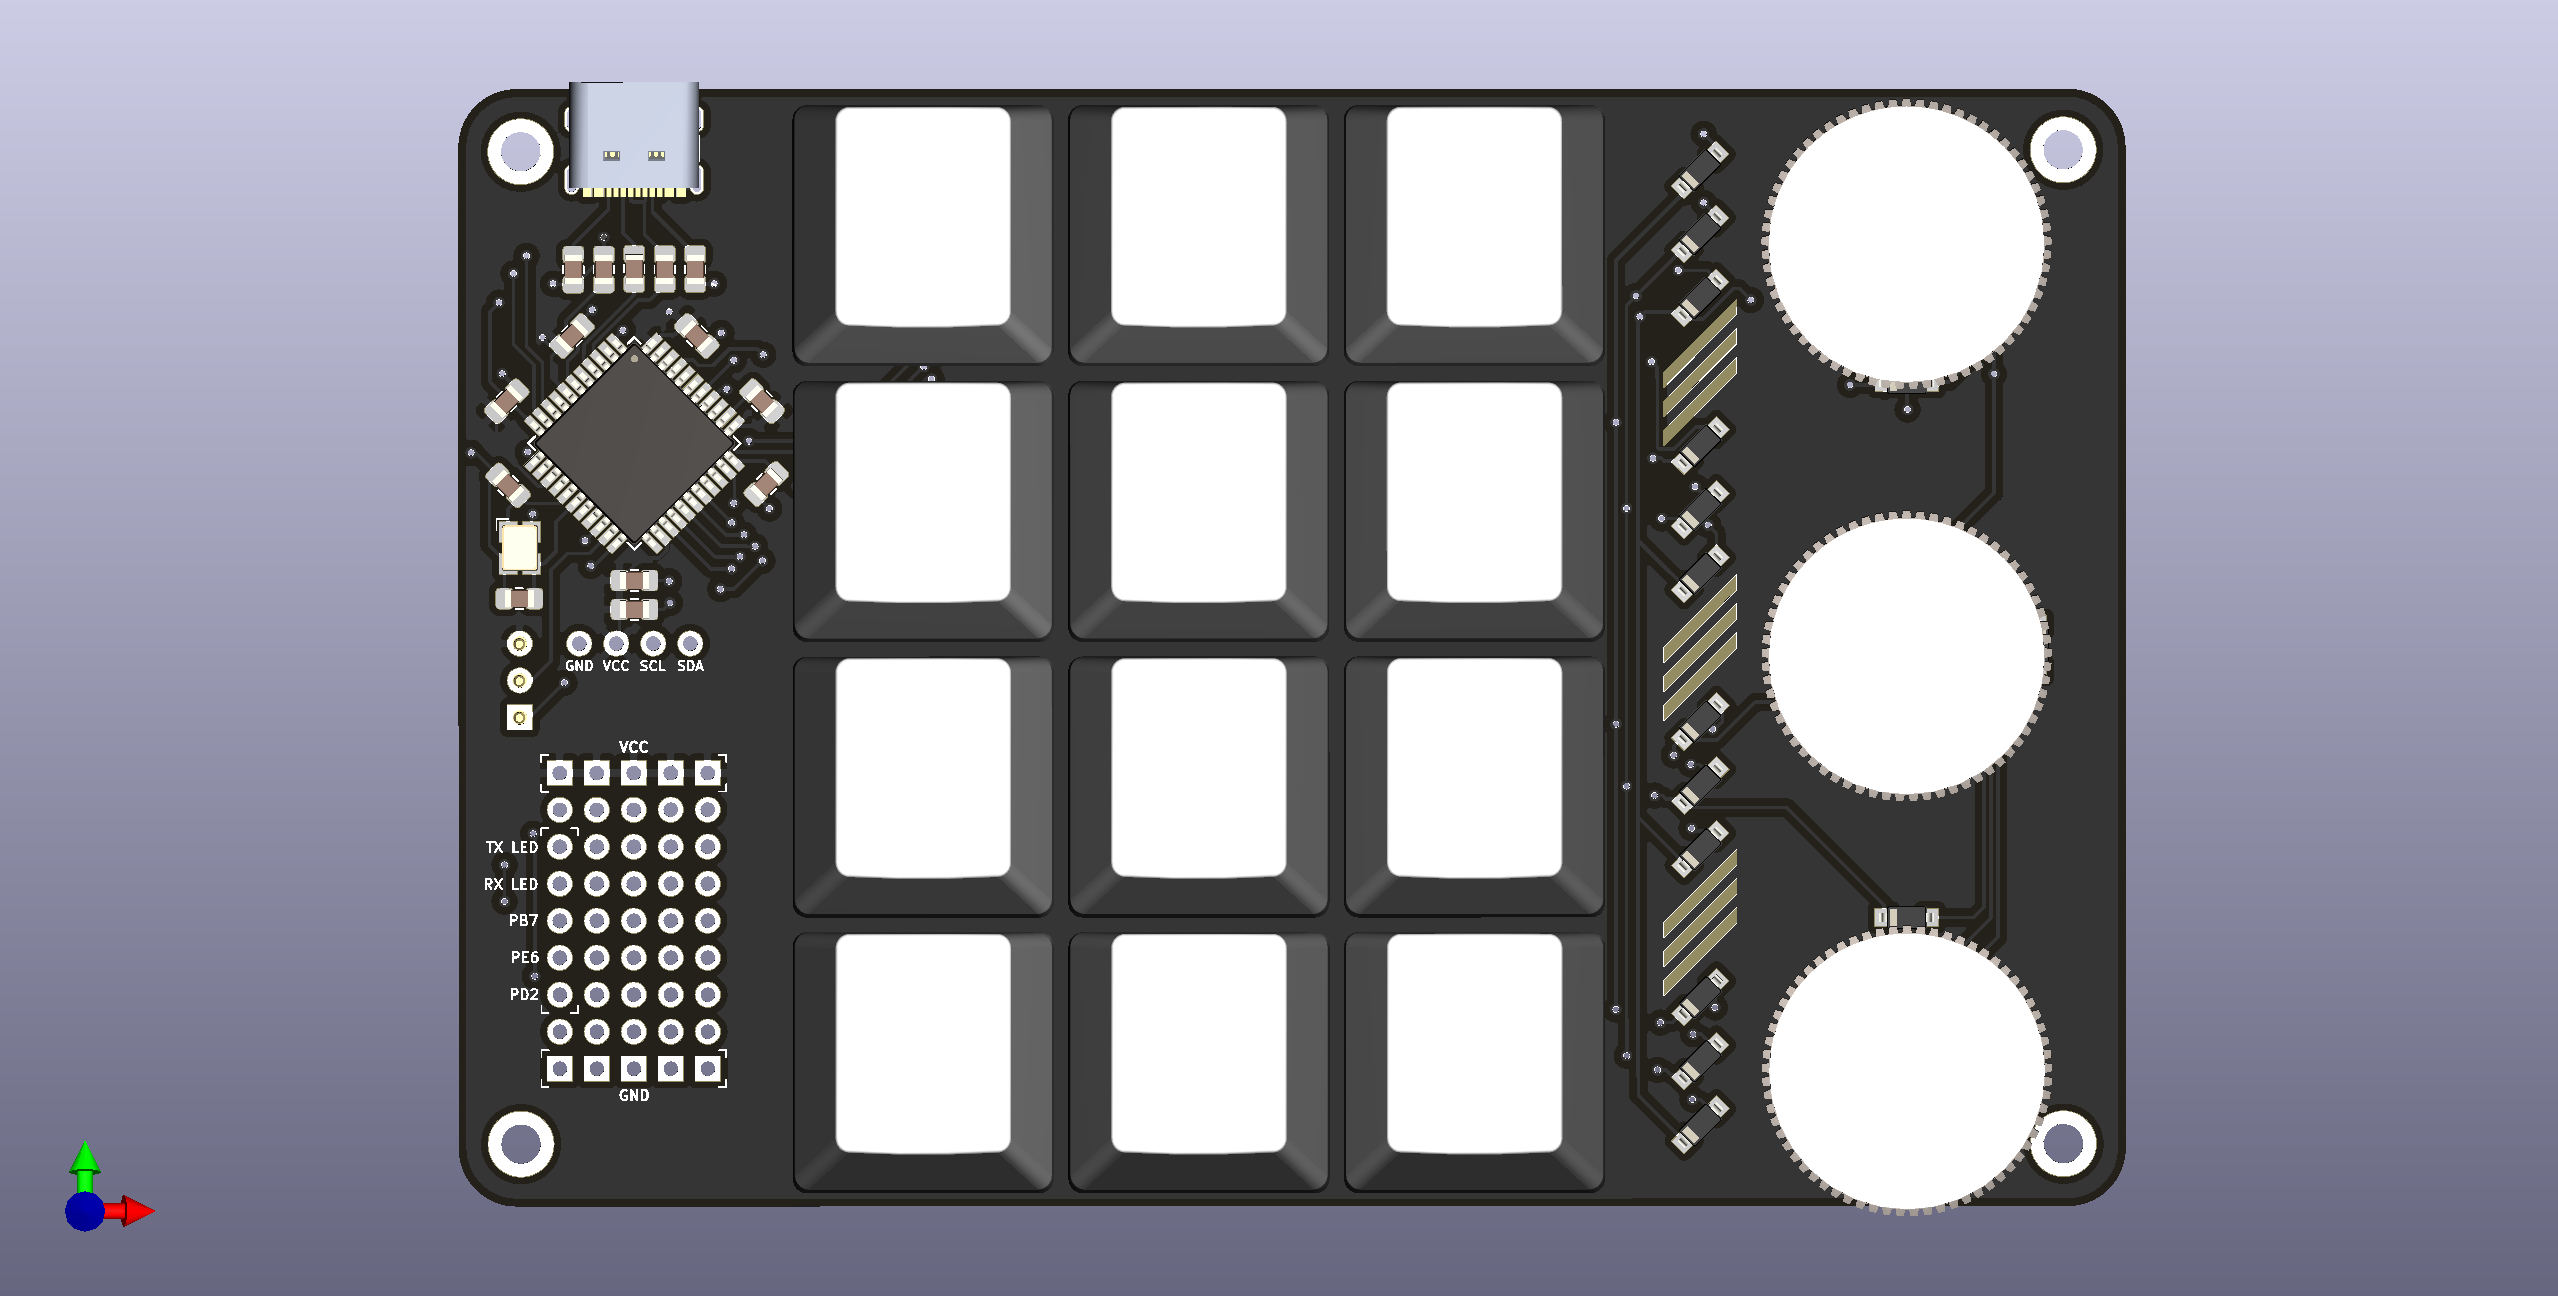 GND VCC SCL SDA
VCC
TX LED
RX LED
PB7
PE6
PD2
GND